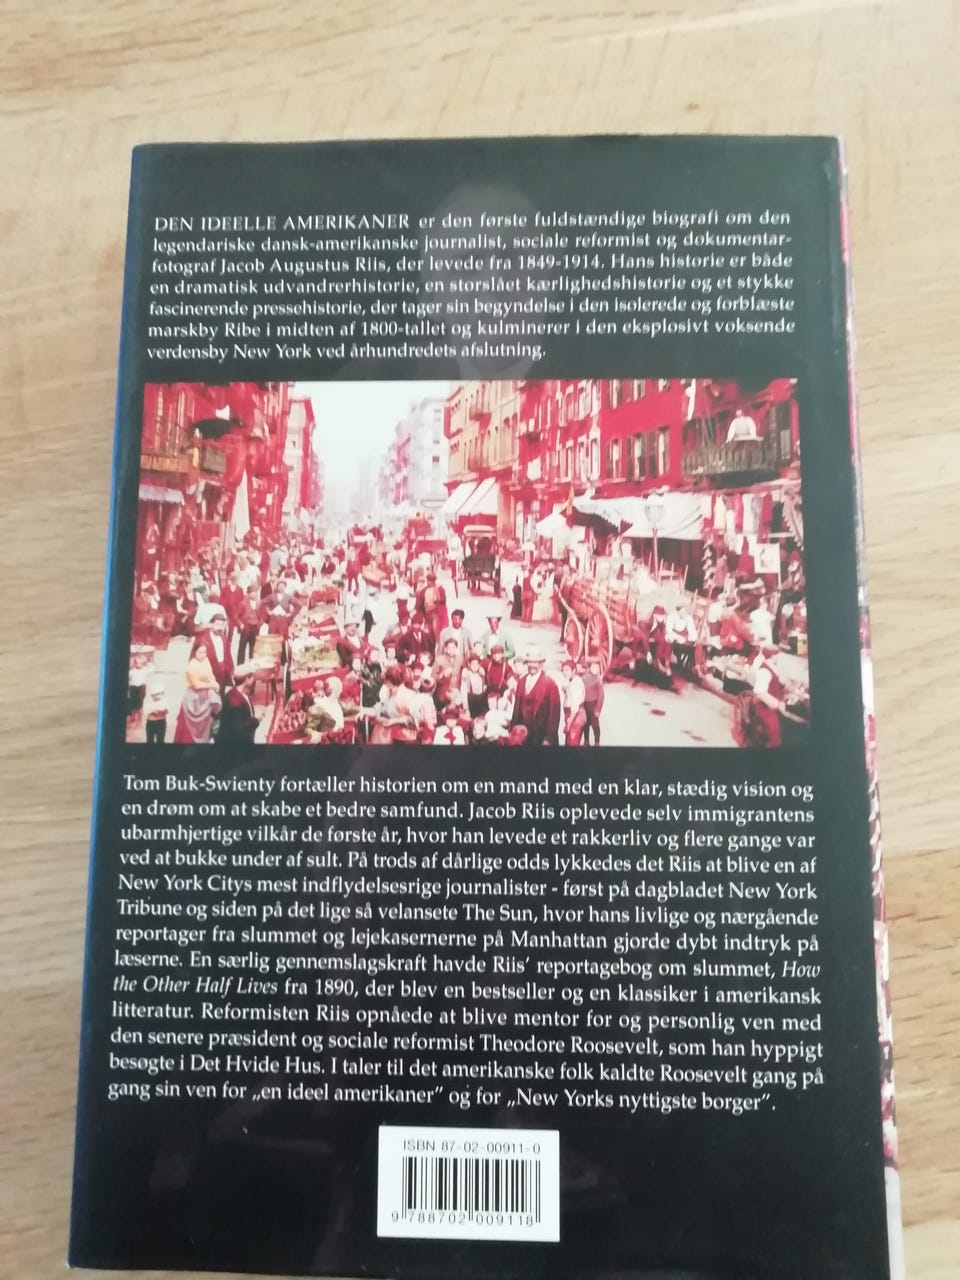 DEN IDEELLE AMERIKANER er den første fuldstændige biografi om den
legendariske dansk-amerikanske journalist, sociale reformist og dokumentar-
fotograf Jacob Augustus Riis, der levede fra 1849-1914. Hans historie er både
en dramatisk udvandrerhistorie, en storslået kærlighedshistorie og et stykke
fascinerende pressehistorie, der tager sin begyndelse i den isolerede og forblæste
marskby Ribe i midten af 1800-tallet og kulminerer i den eksplosivt voksende
verdensby New York ved århundredets afslutning.
Tom Buk-Swienty fortæller historien om en mand med en klar, stædig vision og
en drøm om at skabe et bedre samfund. Jacob Riis oplevede selv immigrantens
ubarmhjertige vilkår de første år, hvor han levede et rakkerliv og flere gange var
ved at bukke under af sult. På trods af dårlige odds lykkedes det Riis at blive en af
New York Citys mest indflydelsesrige journalister - først på dagbladet New York
Tribune og siden på det lige så velansete The Sun, hvor hans livlige og nærgående
reportager fra slummet og lejekasernerne på Manhattan gjorde dybt indtryk på
læserne. En særlig gennemslagskraft havde Riis' reportagebog om slummet, How
the Other Half Lives fra 1890, der blev en bestseller og en klassiker i amerikansk
litteratur. Reformisten Riis opnåede at blive mentor for og personlig ven med
den senere præsident og sociale reformist Theodore Roosevelt, som han hyppigt
besøgte i Det Hvide Hus. I taler til det amerikanske folk kaldte Roosevelt gang på
gang sin ven for „en ideel amerikaner” og for „New Yorks nyttigste borger”.
ISBN 87-02-00911-0
9 788702 009118